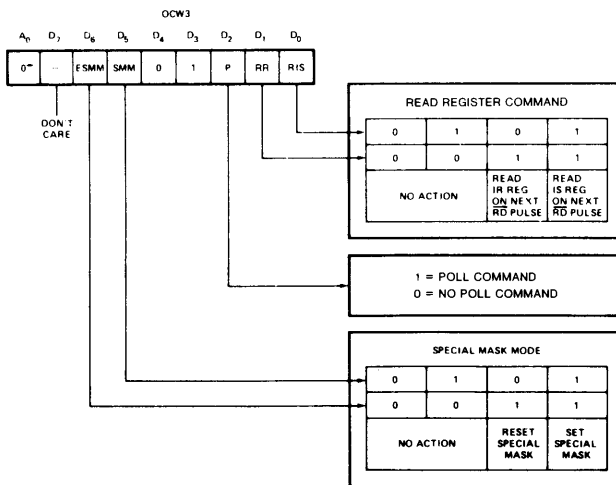 OCW3
A0 D7 D6 D5 D4 D3 D2 D1 D0
0 – ESMM SMM 0 1 P RR RIS
DON'T
CARE
READ REGISTER COMMAND
0 1 0 1
0 0 1 1
NO ACTION
READ
IR REG
ON NEXT
RD PULSE
READ
IS REG
ON NEXT
RD PULSE
1 = POLL COMMAND
0 = NO POLL COMMAND
SPECIAL MASK MODE
0 1 0 1
0 0 1 1
NO ACTION
RESET
SPECIAL
MASK
SET
SPECIAL
MASK